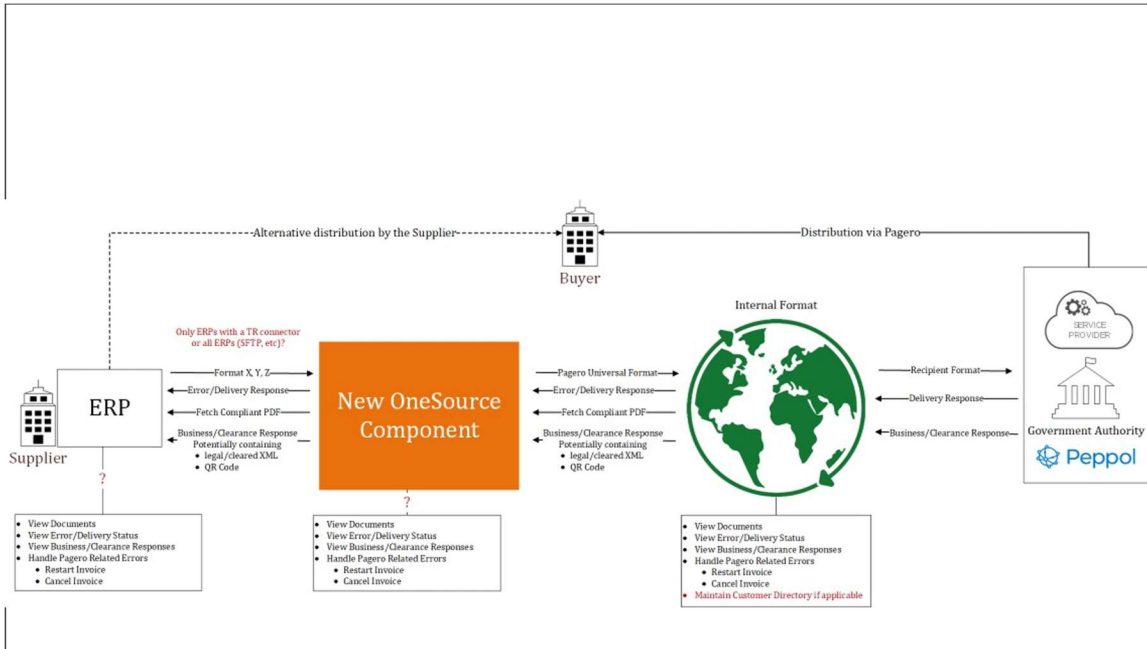 Alternative distribution by the Supplier
Distribution via Pagero
Buyer
Internal Format
SERVICE
PROVIDER
Only ERPs with a TR connector
or all ERPs (SFTP, etc)?
Format X, Y, Z
Error/Delivery Response
Fetch Compliant PDF
Business/Clearance Response
Potentially containing
• legal/cleared XML
• QR Code
ERP
Supplier
New OneSource
Component
Pagero Universal Format
Error/Delivery Response
Fetch Compliant PDF
Business/Clearance Response
Potentially containing
• legal/cleared XML
• QR Code
Recipient Format
Delivery Response
Business/Clearance Response
Government Authority
Peppol
?
• View Documents
• View Error/Delivery Status
• View Business/Clearance Responses
• Handle Pagero Related Errors
• Restart Invoice
• Cancel Invoice
?
• View Documents
• View Error/Delivery Status
• View Business/Clearance Responses
• Handle Pagero Related Errors
• Restart Invoice
• Cancel Invoice
• View Documents
• View Error/Delivery Status
• View Business/Clearance Responses
• Handle Pagero Related Errors
• Restart Invoice
• Cancel Invoice
• Maintain Customer Directory if applicable